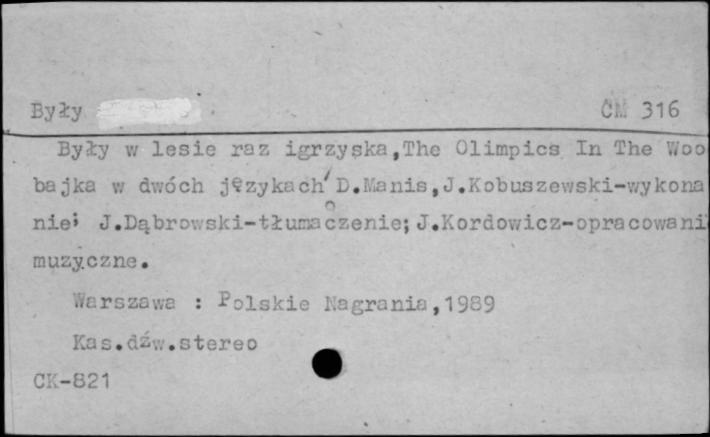 Były ČM 316
Były w lesie raz igrzyska,The Olimpics In The Woo
bajka w dwóch językach D.Manis,J.Kobuszewski-wykona
nie; J.Dąbrowski-tłumaczenie; J.Kordowicz-opracowani
muzyczne.
Warszawa : Polskie Nagrania,1989
Kas.dźw.stereo
CK-821